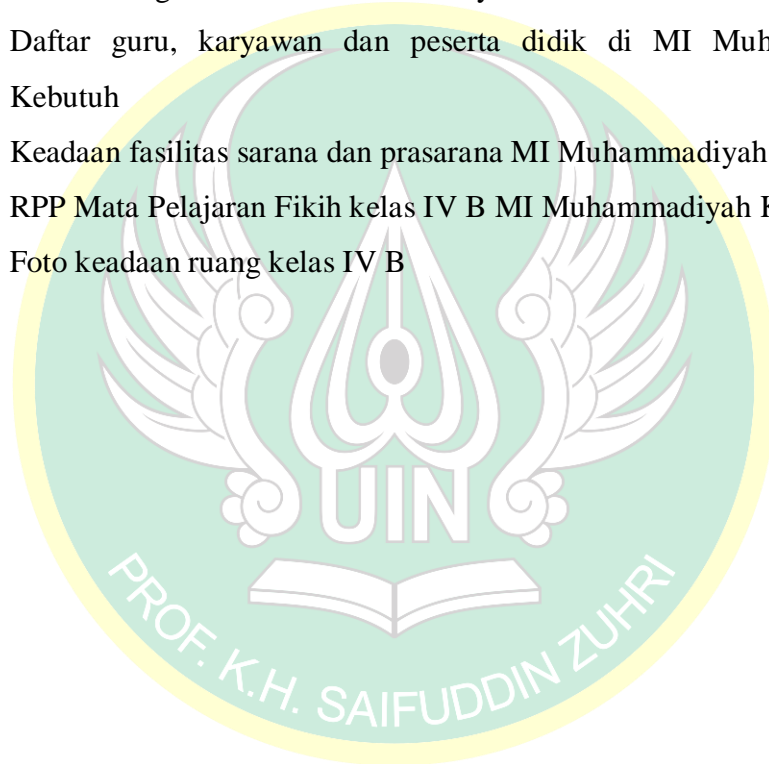 Daftar guru, karyawan dan peserta didik di MI
Kebutuh
Keadaan fasilitas sarana dan prasarana MI Muhammadiyah
RPP Mata Pelajaran Fikih kelas IV B MI Muhammadiyah
Foto keadaan ruang kelas IV B
UIN
PROF. K.H. SAIFUDDIN ZUHRI